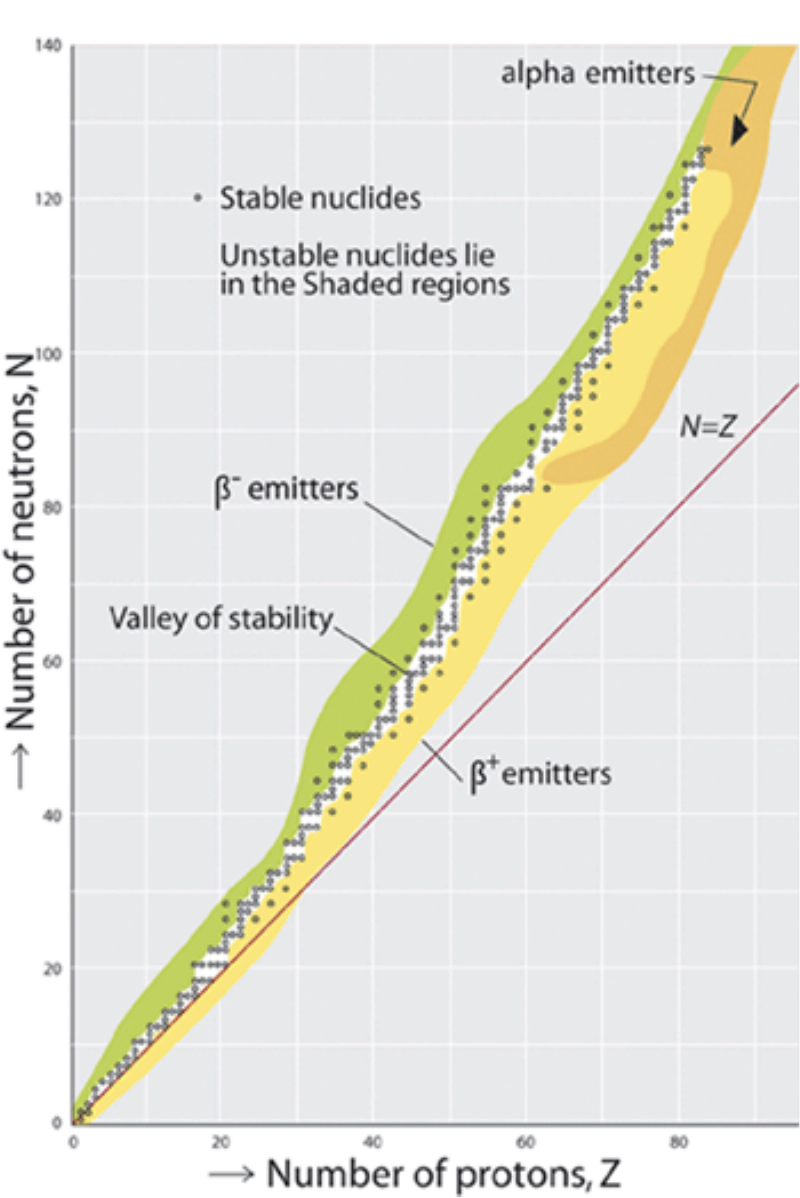 140
alpha emitters
120
Stable nuclides
Unstable nuclides lie
in the Shaded regions
100
N=Z
80
β⁻ emitters
Valley of stability
60
β⁺ emitters
40
20
0
0 20 40 60 80
→ Number of neutrons, N
→ Number of protons, Z